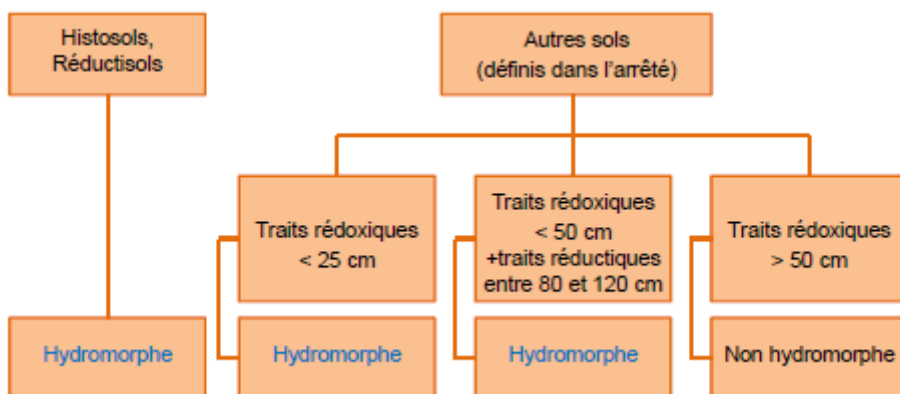 Histosols,
Réductisols
Autres sols
(définis dans l'arrêté)
Traits rédoxiques
< 25 cm
Traits rédoxiques
< 50 cm
+traits réductiques
entre 80 et 120 cm
Traits rédoxiques
> 50 cm
Hydromorphe
Hydromorphe
Hydromorphe
Non hydromorphe